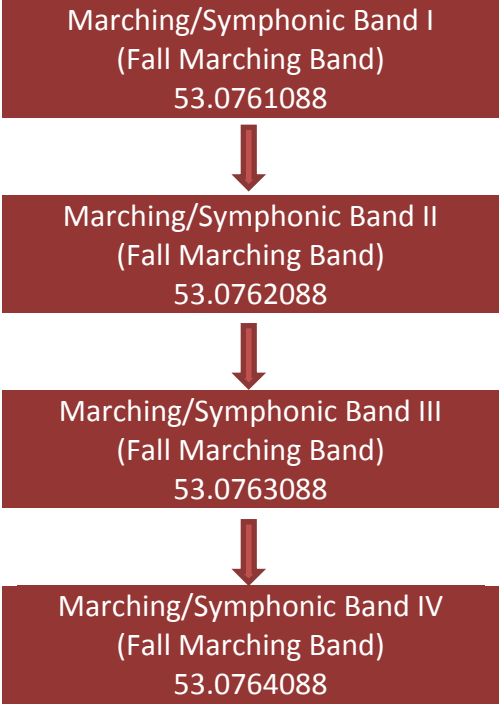 Marching/Symphonic Band I
(Fall Marching Band)
53.0761088
Marching/Symphonic Band II
(Fall Marching Band)
53.0762088
Marching/Symphonic Band III
(Fall Marching Band)
53.0763088
Marching/Symphonic Band IV
(Fall Marching Band)
53.0764088